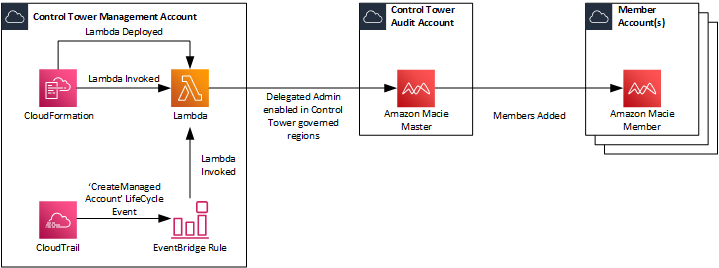 Control Tower Management Account
Lambda Deployed
Lambda Invoked
CloudFormation
Lambda
Lambda
Invoked
‘CreateManaged
Account’ LifeCycle
Event
CloudTrail
EventBridge Rule
Delegated Admin
enabled in Control
Tower governed
regions
Control Tower
Audit Account
Amazon Macie
Master
Members Added
Member
Account(s)
Amazon Macie
Member